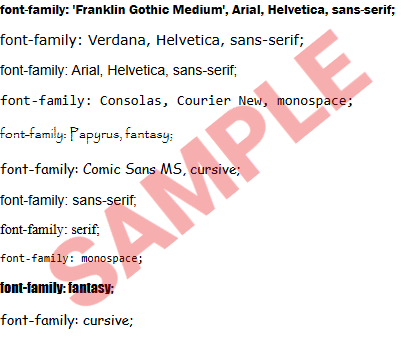 font-family: 'Franklin Gothic Medium', Arial, Helvetica, sans-serif;
font-family: Verdana, Helvetica, sans-serif;
font-family: Arial, Helvetica, sans-serif;
font-family: Consolas, Courier New, monospace;
font-family: Papyrus, fantasy;
font-family: Comic Sans MS, cursive;
font-family: sans-serif;
font-family: serif;
font-family: monospace;
font-family: fantasy;
font-family: cursive;
SAMPLE